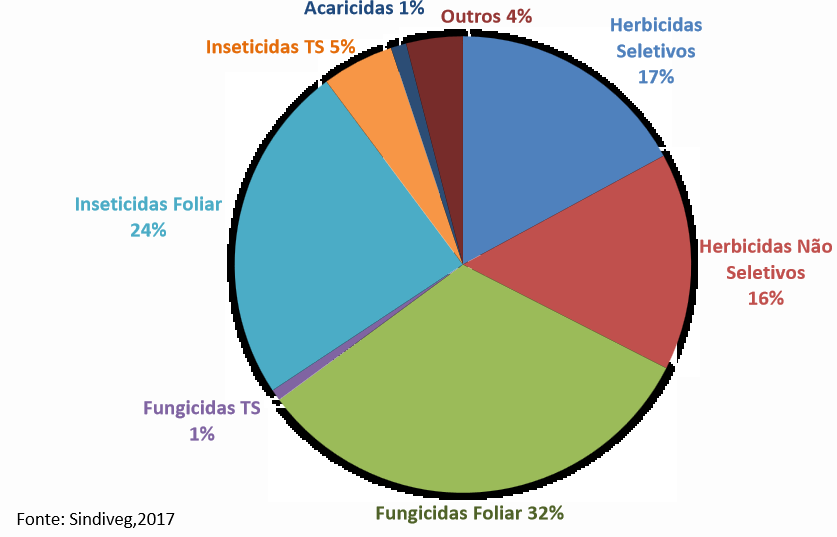 Acaricidas 1%
Outros 4%
Inseticidas TS 5%
Herbicidas
Seletivos
17%
Inseticidas Foliar
24%
Herbicidas Não
Seletivos
16%
Fungicidas TS
1%
Fungicidas Foliar 32%
Fonte: Sindiveg,2017